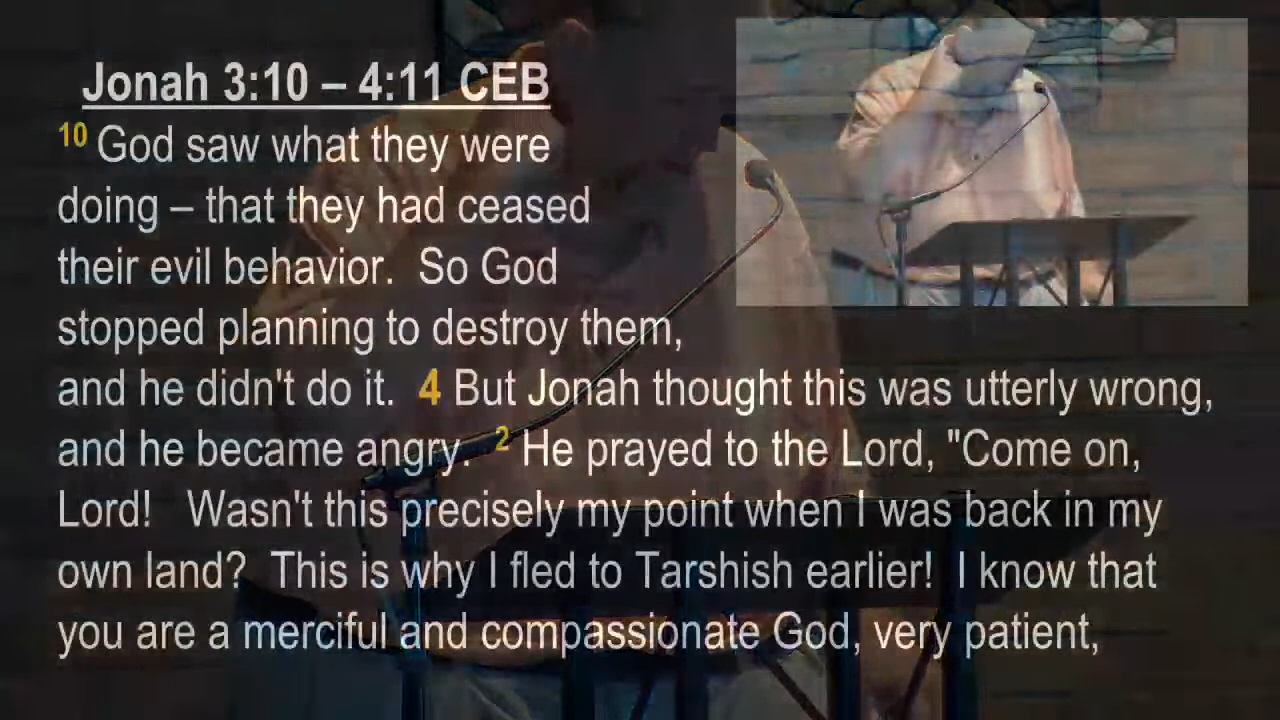 Jonah 3:10 – 4:11 CEB
10 God saw what they were
doing – that they had ceased
their evil behavior. So God
stopped planning to destroy them,
and he didn't do it. 4 But Jonah thought this was utterly wrong,
and he became angry. 2 He prayed to the Lord, "Come on,
Lord! Wasn't this precisely my point when I was back in my
own land? This is why I fled to Tarshish earlier! I know that
you are a merciful and compassionate God, very patient,